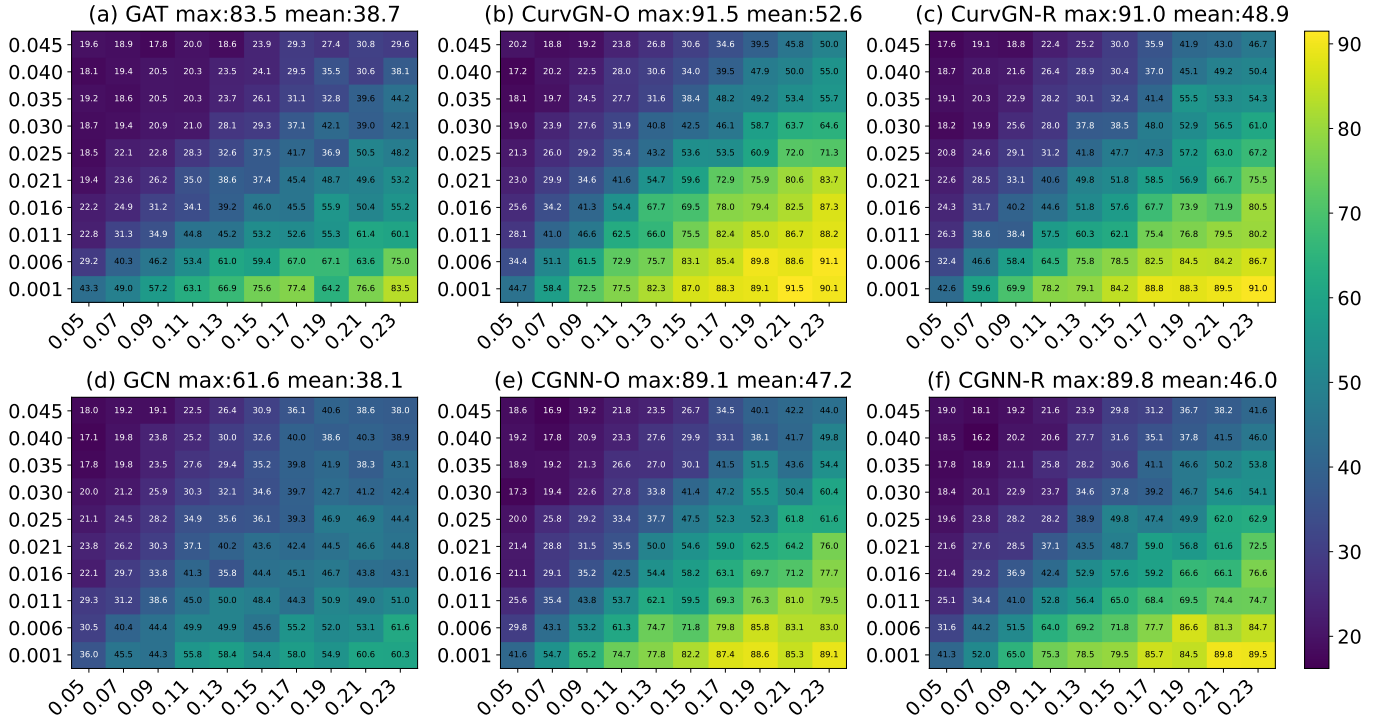 (a) GAT max:83.5 mean:38.7
0.045 19.6 18.9 17.8 20.0 18.6 23.9 29.3 27.4 30.8 29.6
0.040 18.1 19.4 20.5 20.3 23.5 24.1 29.5 35.5 30.6 38.1
0.035 19.2 18.6 20.5 20.3 23.7 26.1 31.1 32.8 39.6 44.2
0.030 18.7 19.4 20.9 21.0 28.1 29.3 37.1 42.1 39.0 42.1
0.025 18.5 22.1 22.8 28.3 32.6 37.5 41.7 36.9 50.5 48.2
0.021 19.4 23.6 26.2 35.0 38.6 37.4 45.4 48.7 49.6 53.2
0.016 22.2 24.9 31.2 34.1 39.2 46.0 45.5 55.9 50.4 55.2
0.011 22.8 31.3 34.9 44.8 45.2 53.2 52.6 55.3 61.4 60.1
0.006 29.2 40.3 46.2 53.4 61.0 59.4 67.0 67.1 63.6 75.0
0.001 43.3 49.0 57.2 63.1 66.9 75.6 77.4 64.2 76.6 83.5
0.05 0.07 0.09 0.11 0.13 0.15 0.17 0.19 0.21 0.23
(b) CurvGN-O max:91.5 mean:52.6
0.045 20.2 18.8 19.2 23.8 26.8 30.6 34.6 39.5 45.8 50.0
0.040 17.2 20.2 22.5 28.0 30.6 34.0 39.5 47.9 50.0 55.0
0.035 18.1 19.7 24.5 27.7 31.6 38.4 48.2 49.2 53.4 55.7
0.030 19.0 23.9 27.6 31.9 40.8 42.5 46.1 58.7 63.7 64.6
0.025 21.3 26.0 29.2 35.4 43.2 53.6 53.5 60.9 72.0 71.3
0.021 23.0 29.9 34.6 41.6 54.7 59.6 72.9 75.9 80.6 83.7
0.016 25.6 34.2 41.3 54.4 67.7 69.5 78.0 79.4 82.5 87.3
0.011 28.1 41.0 46.6 62.5 66.0 75.5 82.4 85.0 86.7 88.2
0.006 34.4 51.1 61.5 72.9 75.7 83.1 85.4 89.8 88.6 91.1
0.001 44.7 58.4 72.5 77.5 82.3 87.0 88.3 89.1 91.5 90.1
0.05 0.07 0.09 0.11 0.13 0.15 0.17 0.19 0.21 0.23
(c) CurvGN-R max:91.0 mean:48.9
0.045 17.6 19.1 18.8 22.4 25.2 30.0 35.9 41.9 43.0 46.7
0.040 18.7 20.8 21.6 26.4 28.9 30.4 37.0 45.1 49.2 50.4
0.035 19.1 20.3 22.9 28.2 30.1 32.4 41.4 55.5 53.3 54.3
0.030 18.2 19.9 25.6 28.0 37.8 38.5 48.0 52.9 56.5 61.0
0.025 20.8 24.6 29.1 31.2 41.8 47.7 47.3 57.2 63.0 67.2
0.021 22.6 28.5 33.1 40.6 49.8 51.8 58.5 56.9 66.7 75.5
0.016 24.3 31.7 40.2 44.6 51.8 57.6 67.7 73.9 71.9 80.5
0.011 26.3 38.6 38.4 57.5 60.3 62.1 75.4 76.8 79.5 80.2
0.006 32.4 46.6 58.4 64.5 75.8 78.5 82.5 84.5 84.2 86.7
0.001 42.6 59.6 69.9 78.2 79.1 84.2 88.8 88.3 89.5 91.0
0.05 0.07 0.09 0.11 0.13 0.15 0.17 0.19 0.21 0.23
(d) GCN max:61.6 mean:38.1
0.045 18.0 19.2 19.1 22.5 26.4 30.9 36.1 40.6 38.6 38.0
0.040 17.1 19.8 23.8 25.2 30.0 32.6 40.0 38.6 40.3 38.9
0.035 17.8 19.8 23.5 27.6 29.4 35.2 39.8 41.9 38.3 43.1
0.030 20.0 21.2 25.9 30.3 32.1 34.6 39.7 42.7 41.2 42.4
0.025 21.1 24.5 28.2 34.9 35.6 36.1 39.3 46.9 46.9 44.4
0.021 23.8 26.2 30.3 37.1 40.2 43.6 42.4 44.5 46.6 44.8
0.016 22.1 29.7 33.8 41.3 35.8 44.4 45.1 46.7 43.8 43.1
0.011 29.3 31.2 38.6 45.0 50.0 48.4 44.3 50.9 49.0 51.0
0.006 30.5 40.4 44.4 49.9 49.9 45.6 55.2 52.0 53.1 61.6
0.001 36.0 45.5 44.3 55.8 58.4 54.4 58.0 54.9 60.6 60.3
0.05 0.07 0.09 0.11 0.13 0.15 0.17 0.19 0.21 0.23
(e) CGNN-O max:89.1 mean:47.2
0.045 18.6 16.9 19.2 21.8 23.5 26.7 34.5 40.1 42.2 44.0
0.040 19.2 17.8 20.9 23.3 27.6 29.9 33.1 38.1 41.7 49.8
0.035 18.9 19.2 21.3 26.6 27.0 30.1 41.5 51.5 43.6 54.4
0.030 17.3 19.4 22.6 27.8 33.8 41.4 47.2 55.5 50.4 60.4
0.025 20.0 25.8 29.2 33.4 37.7 47.5 52.3 52.3 61.8 61.6
0.021 21.4 28.8 31.5 35.5 50.0 54.6 59.0 62.5 64.2 76.0
0.016 21.1 29.1 35.2 42.5 54.4 58.2 63.1 69.7 71.2 77.7
0.011 25.6 35.4 43.8 53.7 62.1 59.5 69.3 76.3 81.0 79.5
0.006 29.8 43.1 53.2 61.3 74.7 71.8 79.8 85.8 83.1 83.0
0.001 41.6 54.7 65.2 74.7 77.8 82.2 87.4 88.6 85.3 89.1
0.05 0.07 0.09 0.11 0.13 0.15 0.17 0.19 0.21 0.23
(f) CGNN-R max:89.8 mean:46.0
0.045 19.0 18.1 19.2 21.6 23.9 29.8 31.2 36.7 38.2 41.6
0.040 18.5 16.2 20.2 20.6 27.7 31.6 35.1 37.8 41.5 46.0
0.035 17.8 18.9 21.1 25.8 28.2 30.6 41.1 46.6 50.2 53.8
0.030 18.4 20.1 22.9 23.7 34.6 37.8 39.2 46.7 54.6 54.1
0.025 19.6 23.8 28.2 28.2 38.9 49.8 47.4 49.9 62.0 62.9
0.021 21.6 27.6 28.5 37.1 43.5 47.7 59.0 56.8 61.6 72.5
0.016 21.4 29.2 36.9 42.4 52.9 57.6 59.2 66.6 66.1 76.6
0.011 25.1 34.4 41.0 52.8 56.4 65.0 68.4 69.5 74.4 74.7
0.006 31.6 44.2 51.5 64.0 69.2 71.8 77.7 86.6 81.3 84.7
0.001 41.3 52.0 65.0 75.3 78.5 79.5 85.7 84.5 89.8 89.5
0.05 0.07 0.09 0.11 0.13 0.15 0.17 0.19 0.21 0.23
90
80
70
60
50
40
30
20